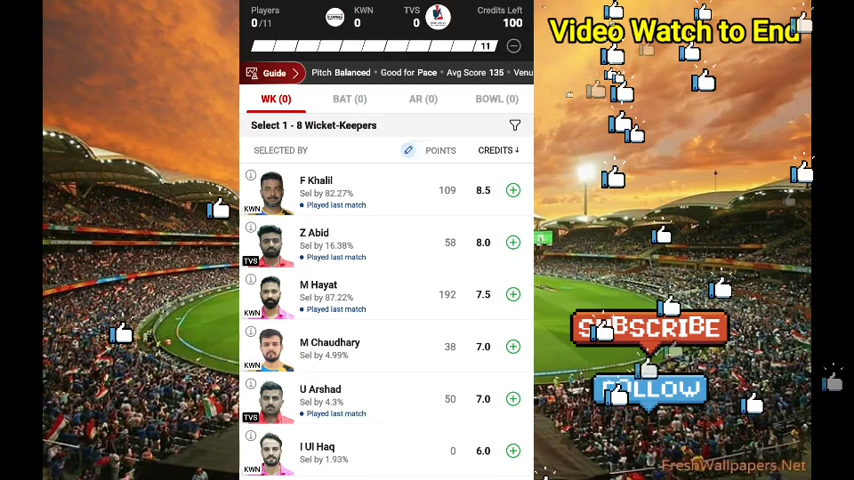 Players
0/11
KWN
0
TVS
0
Credits Left
100
11
Guide
Pitch Balanced • Good for Pace • Avg Score 135 • Venu
WK (0)
BAT (0)
AR (0)
BOWL (0)
Select 1 - 8 Wicket-Keepers
SELECTED BY
POINTS
CREDITS↓
F Khalil
Sel by 82.27%
Played last match
KWN
109
8.5
Z Abid
Sel by 16.38%
Played last match
TVS
58
8.0
M Hayat
Sel by 87.22%
Played last match
KWN
192
7.5
M Chaudhary
Sel by 4.99%
KWN
38
7.0
U Arshad
Sel by 4.3%
Played last match
TVS
50
7.0
I Ul Haq
Sel by 1.93%
KWN
0
6.0
Video Watch to End
SUBSCRIBE
FOLLOW
FreshWallpapers.Net